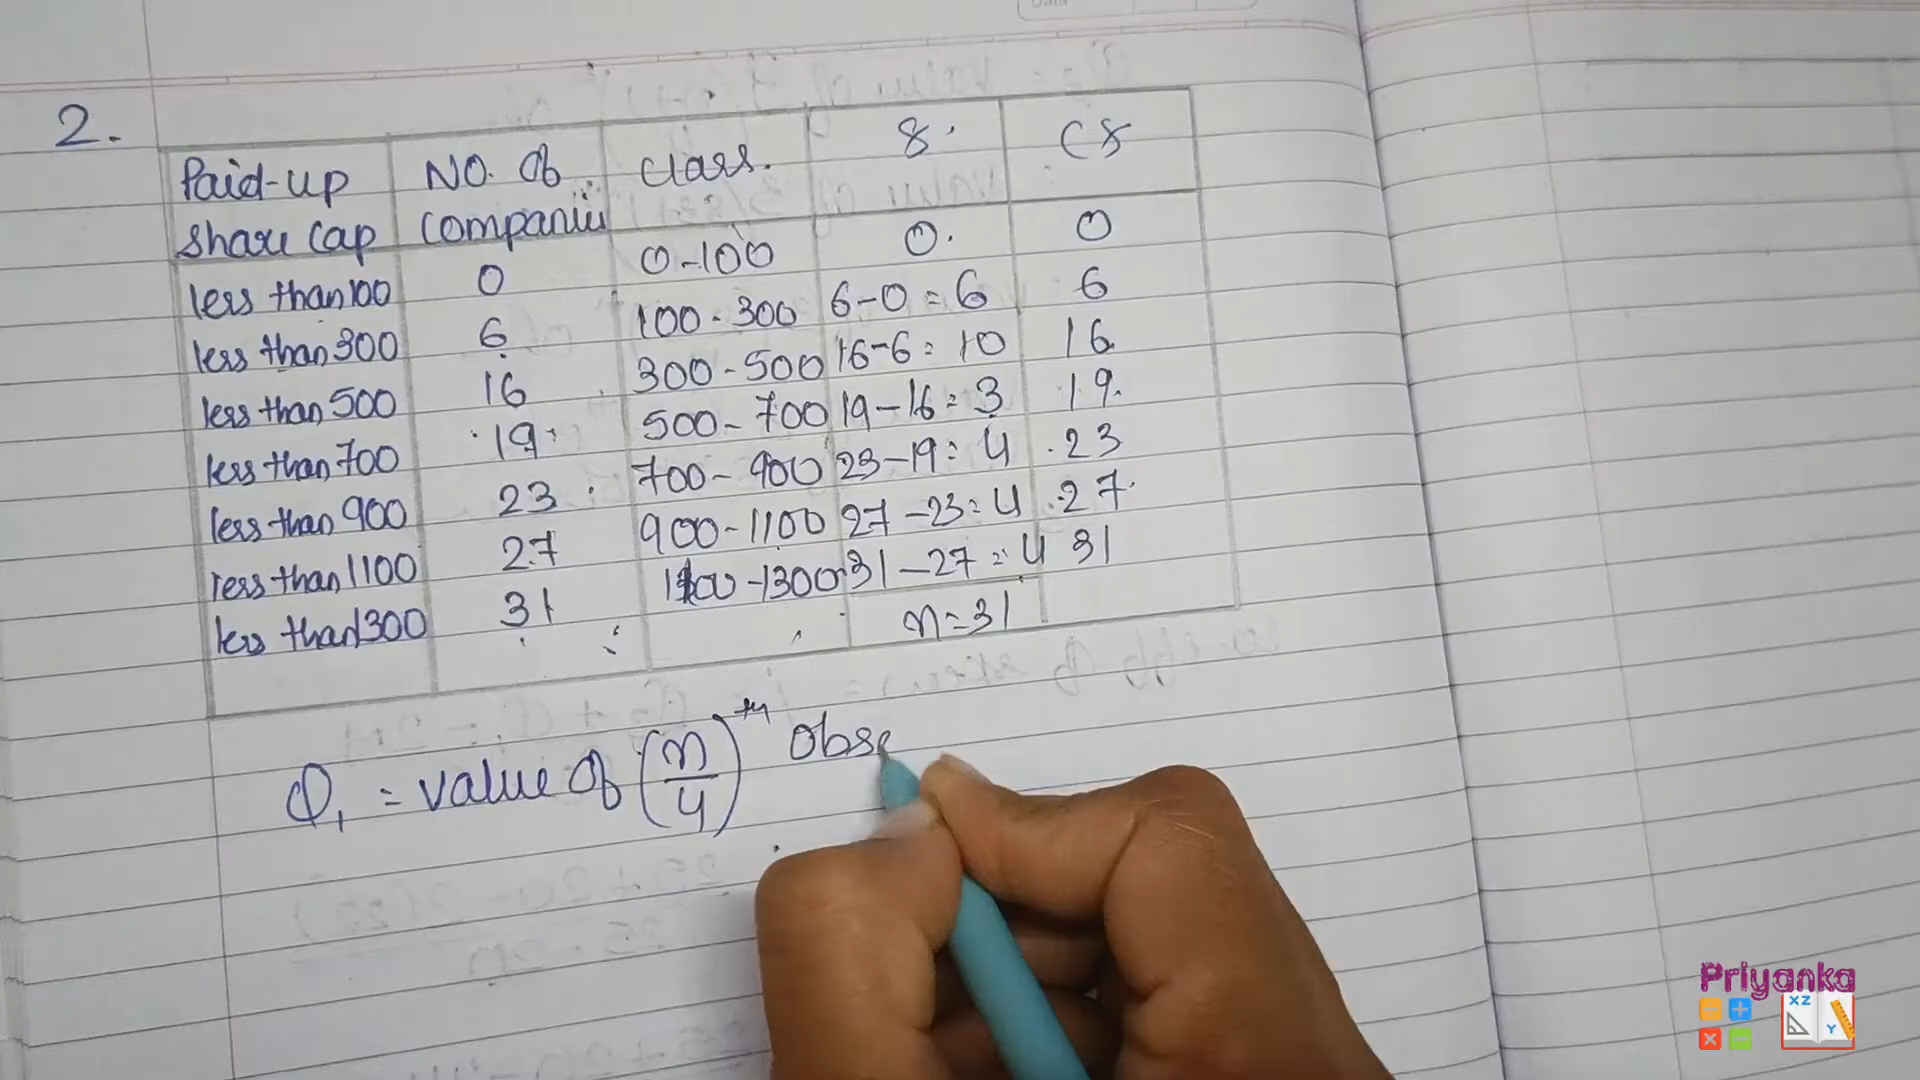 2.
Paid-up No. of class. f. cf
share cap companies
0-100 0. 0
less than 100 0
100-300 6-0=6 6
less than 300 6
300-500 16-6=10 16
less than 500 16
500-700 19-16=3 19
less than 700 19
700-900 23-19=4 23
less than 900 23
900-1100 27-23=4 27
less than 1100 27
1100-1300 31-27=4 31
less than 1300 31
n=31
Q₁ = value of (n/4)ᵗʰ obse
Priyanka
XZ
Y